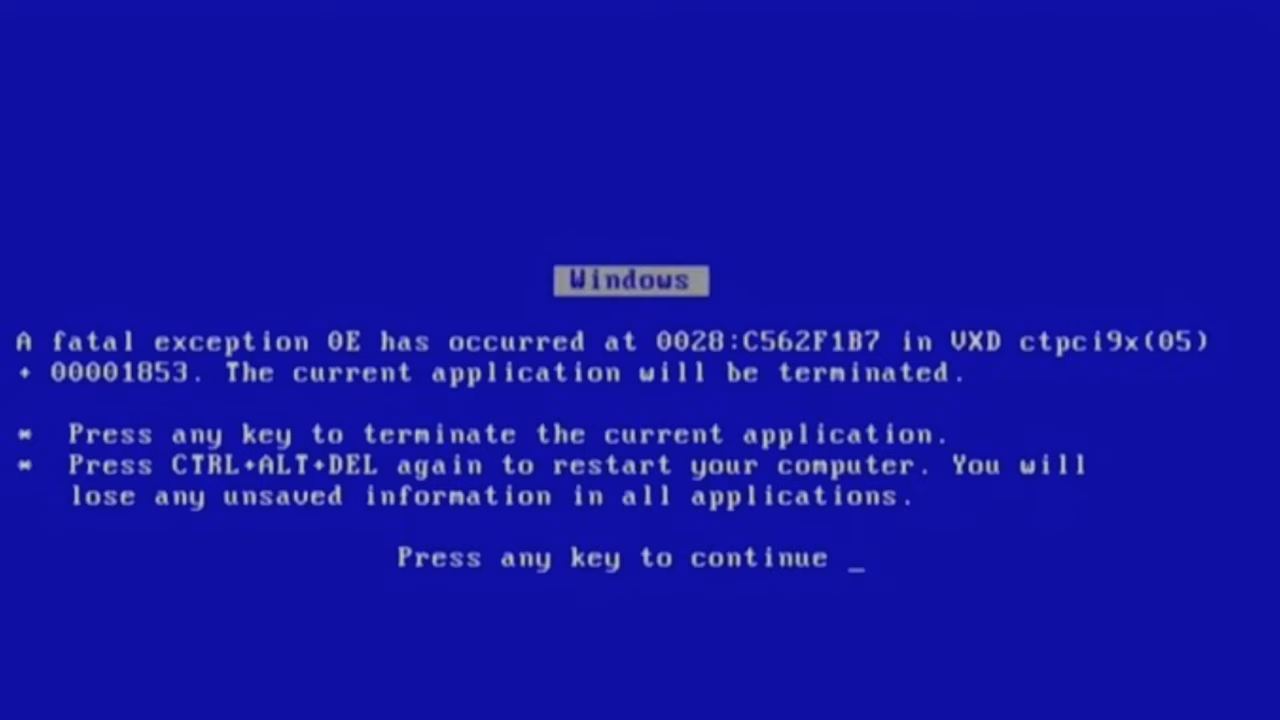 Windows
A fatal exception 0E has occurred at 0028:C562F1B7 in VXD ctpci9x(05)
+ 00001853. The current application will be terminated.
* Press any key to terminate the current application.
* Press CTRL+ALT+DEL again to restart your computer. You will
lose any unsaved information in all applications.
Press any key to continue _